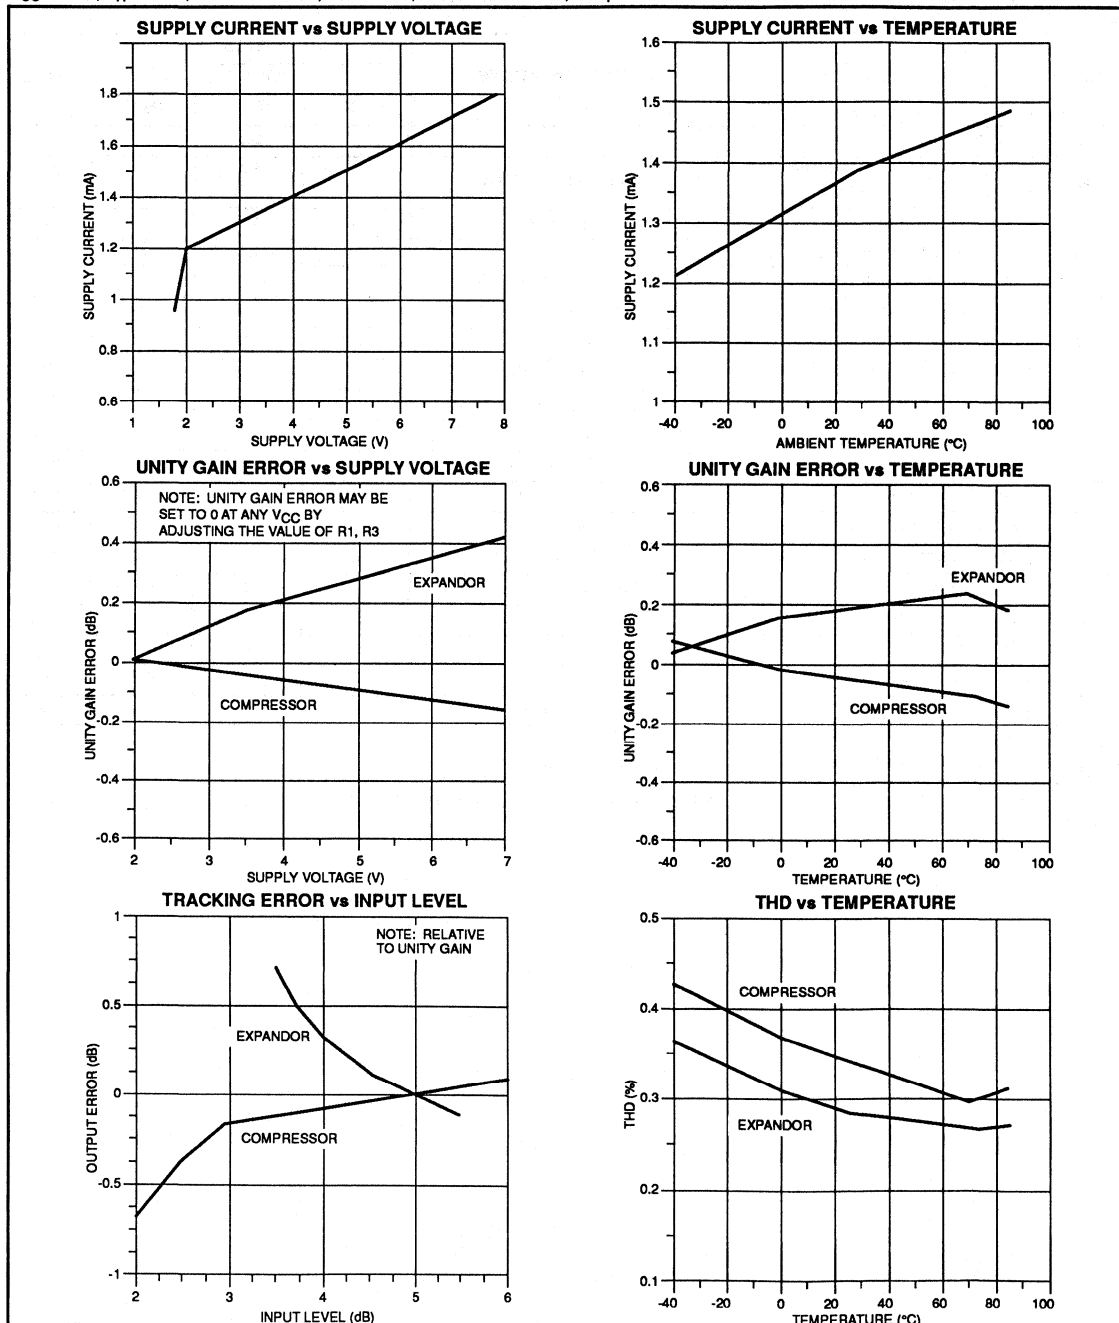 SUPPLY CURRENT vs SUPPLY VOLTAGE
1.8
1.6
1.4
1.2
1
0.8
0.6
SUPPLY CURRENT (mA)
1 2 3 4 5 6 7 8
SUPPLY VOLTAGE (V)
SUPPLY CURRENT vs TEMPERATURE
1.6
1.5
1.4
1.3
1.2
1.1
1
SUPPLY CURRENT (mA)
-40 -20 0 20 40 60 80 100
AMBIENT TEMPERATURE (°C)
UNITY GAIN ERROR vs SUPPLY VOLTAGE
NOTE: UNITY GAIN ERROR MAY BE
SET TO 0 AT ANY VCC BY
ADJUSTING THE VALUE OF R1, R3
0.6
0.4
0.2
0
-0.2
-0.4
-0.6
UNITY GAIN ERROR (dB)
EXPANDOR
COMPRESSOR
2 3 4 5 6 7
SUPPLY VOLTAGE (V)
UNITY GAIN ERROR vs TEMPERATURE
0.6
0.4
0.2
0
-0.2
-0.4
-0.6
UNITY GAIN ERROR (dB)
EXPANDOR
COMPRESSOR
-40 -20 0 20 40 60 80 100
TEMPERATURE (°C)
TRACKING ERROR vs INPUT LEVEL
NOTE: RELATIVE
TO UNITY GAIN
1
0.5
0
-0.5
-1
OUTPUT ERROR (dB)
EXPANDOR
COMPRESSOR
2 3 4 5 6
INPUT LEVEL (dB)
THD vs TEMPERATURE
0.5
0.4
0.3
0.2
0.1
THD (%)
COMPRESSOR
EXPANDOR
-40 -20 0 20 40 60 80 100
TEMPERATURE (°C)